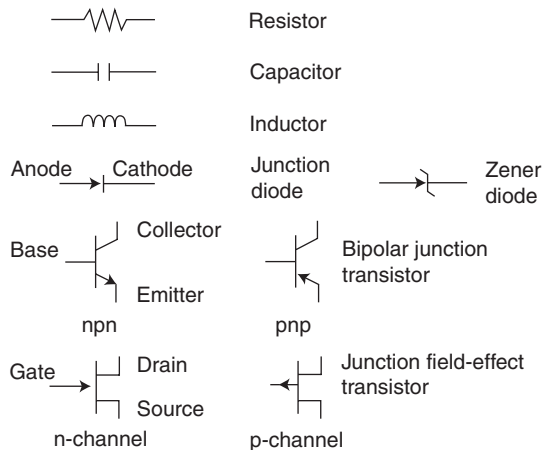 Resistor
Capacitor
Inductor
Anode Cathode Junction diode Zener diode
Collector
Base Bipolar junction transistor
Emitter
npn pnp
Gate Drain Junction field-effect transistor
Source
n-channel p-channel